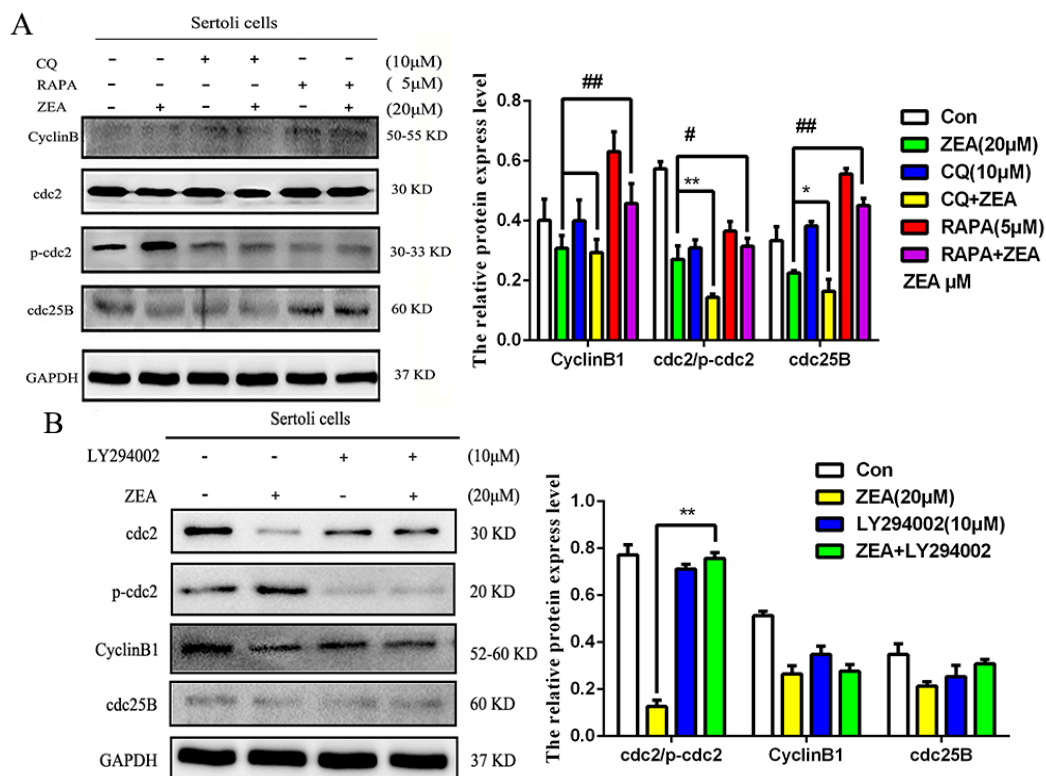 A
Sertoli cells
CQ - - + + - - (10μM)
RAPA - - - - + + ( 5μM)
ZEA - + - + - + (20μM)
CyclinB 50-55 KD
cdc2 30 KD
p-cdc2 30-33 KD
cdc25B 60 KD
GAPDH 37 KD
The relative protein express level
0.8
0.6
0.4
0.2
0.0
##
#
**
##
*
CyclinB1 cdc2/p-cdc2 cdc25B
Con
ZEA(20μM)
CQ(10μM)
CQ+ZEA
RAPA(5μM)
RAPA+ZEA
ZEA μM
B
Sertoli cells
LY294002 - - + + (10μM)
ZEA - + - + (20μM)
cdc2 30 KD
p-cdc2 20 KD
CyclinB1 52-60 KD
cdc25B 60 KD
GAPDH 37 KD
The relative protein express level
1.0
0.8
0.6
0.4
0.2
0.0
**
cdc2/p-cdc2 CyclinB1 cdc25B
Con
ZEA(20μM)
LY294002(10μM)
ZEA+LY294002